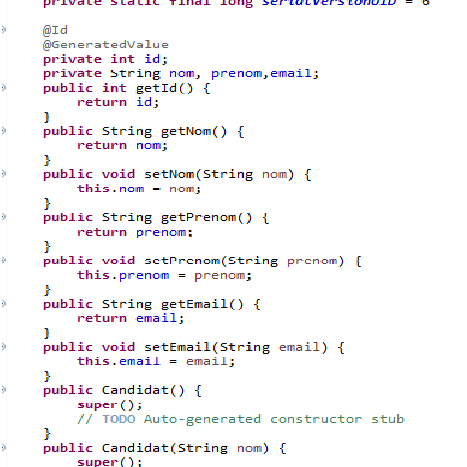 private static final long serialVersionUID = 6
@Id
@GeneratedValue
private int id;
private String nom, prenom,email;
public int getId() {
return id;
}
public String getNom() {
return nom;
}
public void setNom(String nom) {
this.nom = nom;
}
public String getPrenom() {
return prenom;
}
public void setPrenom(String prenom) {
this.prenom = prenom;
}
public String getEmail() {
return email;
}
public void setEmail(String email) {
this.email = email;
}
public Candidat() {
super();
// TODO Auto-generated constructor stub
}
public Candidat(String nom) {
super();